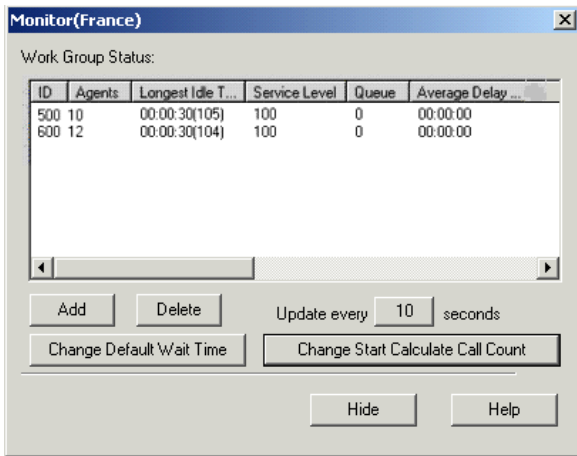 Monitor(France)
Work Group Status:
ID Agents Longest Idle T... Service Level Queue Average Delay ...
500 10 00:00:30(105) 100 0 00:00:00
600 12 00:00:30(104) 100 0 00:00:00
Add Delete Update every 10 seconds
Change Default Wait Time Change Start Calculate Call Count
Hide Help